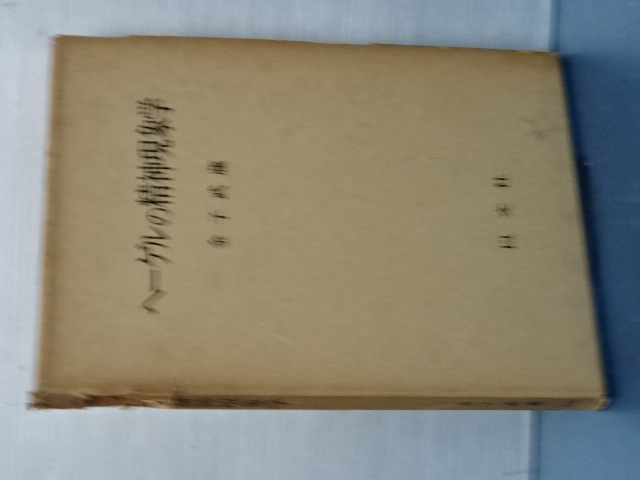 ヘーゲルの精神現象学
金子武蔵
以文社